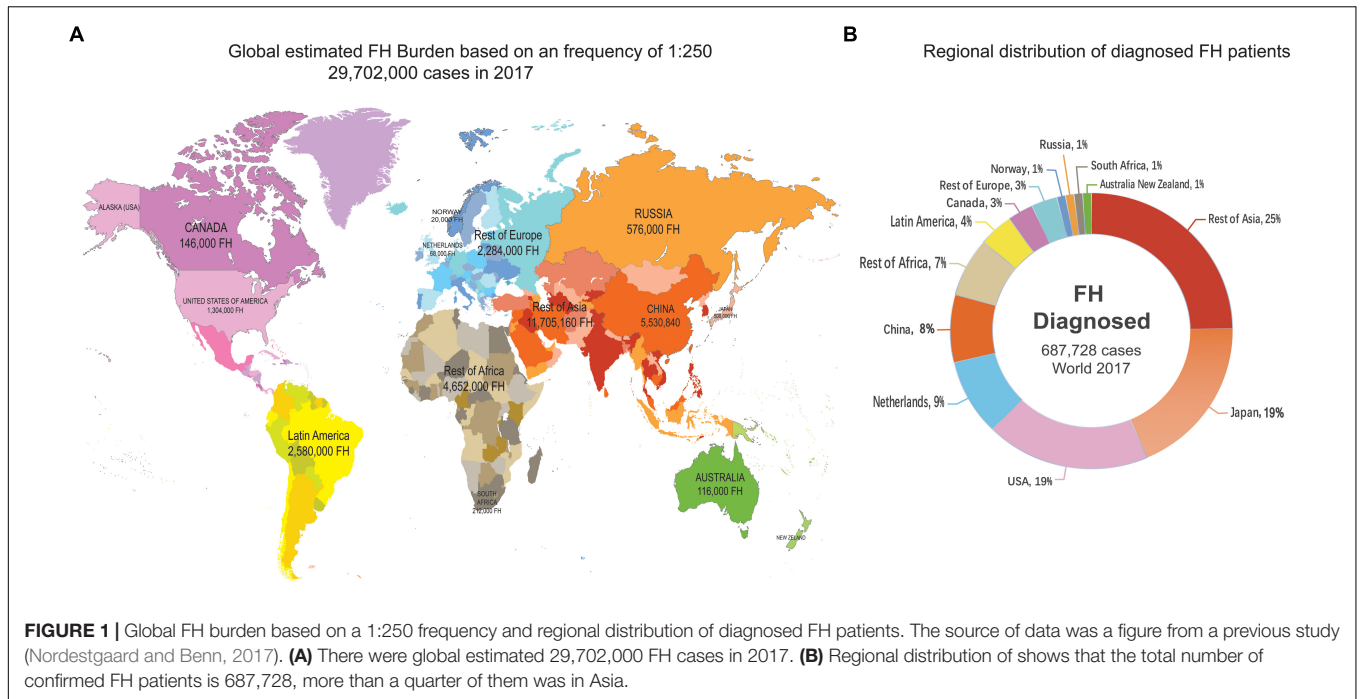 A
Global estimated FH Burden based on an frequency of 1:250
29,702,000 cases in 2017
ALASKA (USA)
CANADA
146,000 FH
UNITED STATES OF AMERICA
1,304,000 FH
Latin America
2,580,000 FH
NORWAY
20,000 FH
NETHERLANDS
68,000 FH
Rest of Europe
2,284,000 FH
RUSSIA
576,000 FH
Rest of Asia
11,705,160 FH
CHINA
5,530,840
JAPAN
508,000 FH
Rest of Africa
4,652,000 FH
SOUTH
AFRICA
212,000 FH
AUSTRALIA
116,000 FH
NEW ZELAND
B
Regional distribution of diagnosed FH patients
Russia, 1%
Norway, 1%
South Africa, 1%
Rest of Europe, 3%
Australia New Zealand, 1%
Canada, 3%
Latin America, 4%
Rest of Asia, 25%
Rest of Africa, 7%
China, 8%
Netherlands, 9%
Japan, 19%
USA, 19%
FH
Diagnosed
687,728 cases
World 2017
FIGURE 1 | Global FH burden based on a 1:250 frequency and regional distribution of diagnosed FH patients. The source of data was a figure from a previous study
(Nordestgaard and Benn, 2017). (A) There were global estimated 29,702,000 FH cases in 2017. (B) Regional distribution of shows that the total number of
confirmed FH patients is 687,728, more than a quarter of them was in Asia.